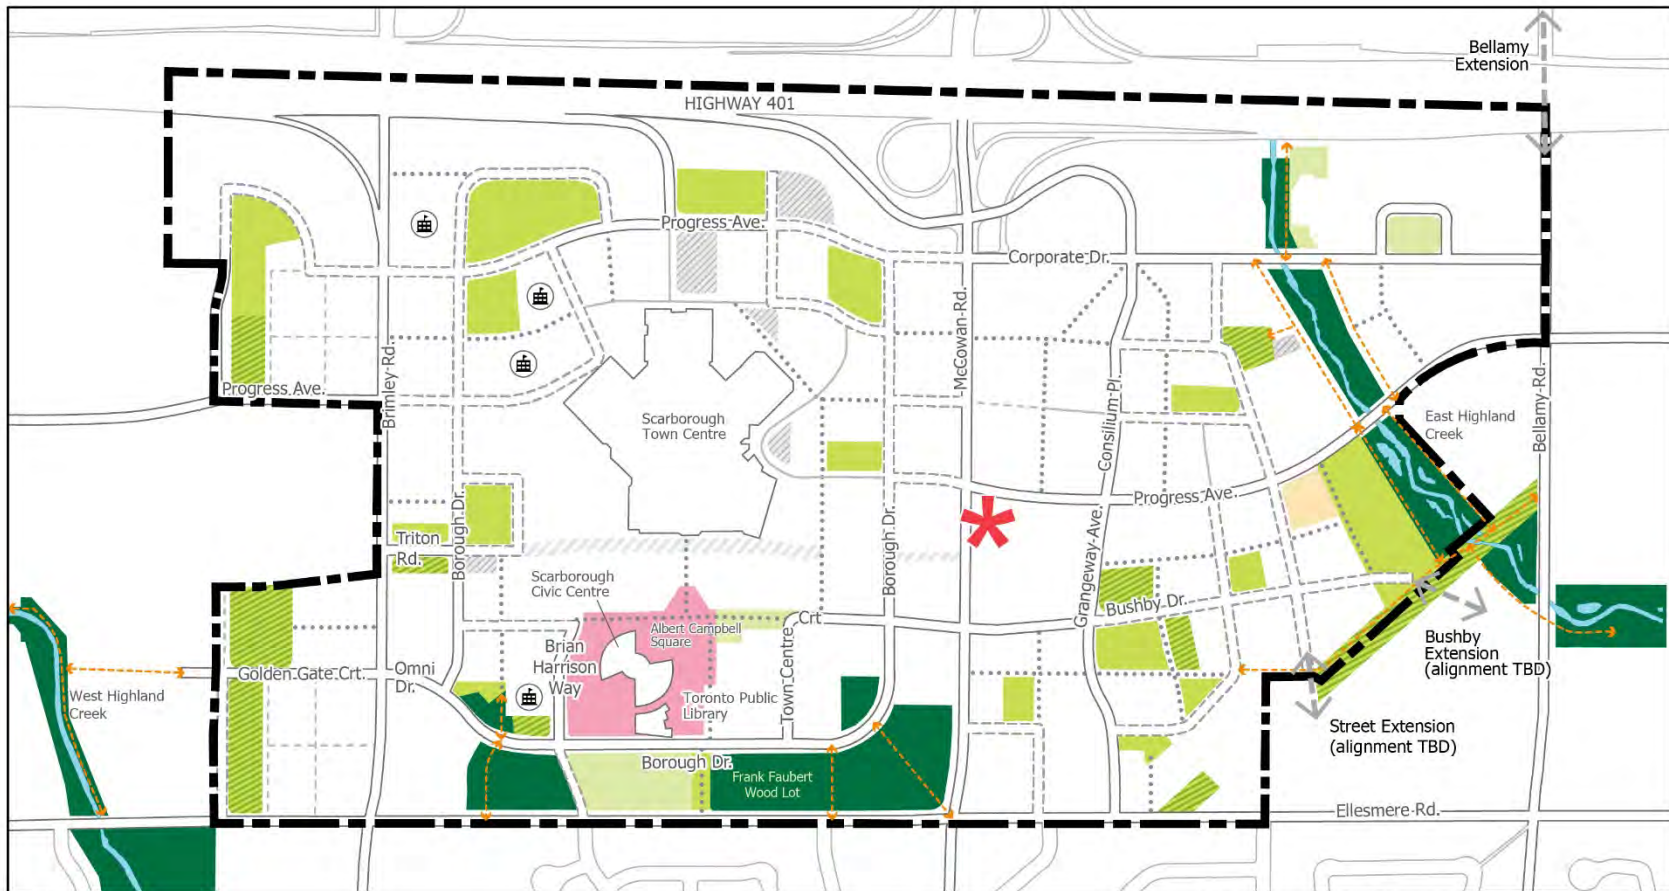 Bellamy
Extension
HIGHWAY 401
Progress Ave.
Corporate Dr.
McCowan Rd.
Brimley Rd.
Progress Ave.
Consilium Pl.
Bellamy Rd.
Scarborough
Town Centre
East Highland
Creek
Progress Ave.
Borough Dr.
Borough Dr.
Grangeway Ave.
Triton
Rd.
Scarborough
Civic Centre
Bushby Dr.
Crt
Albert Campbell
Square
Brian
Harrison
Way
Town Centre
Bushby
Extension
(alignment TBD)
Golden Gate Crt.
Omni
Dr.
West Highland
Creek
Toronto Public
Library
Street Extension
(alignment TBD)
Borough Dr.
Frank Faubert
Wood Lot
Ellesmere Rd.